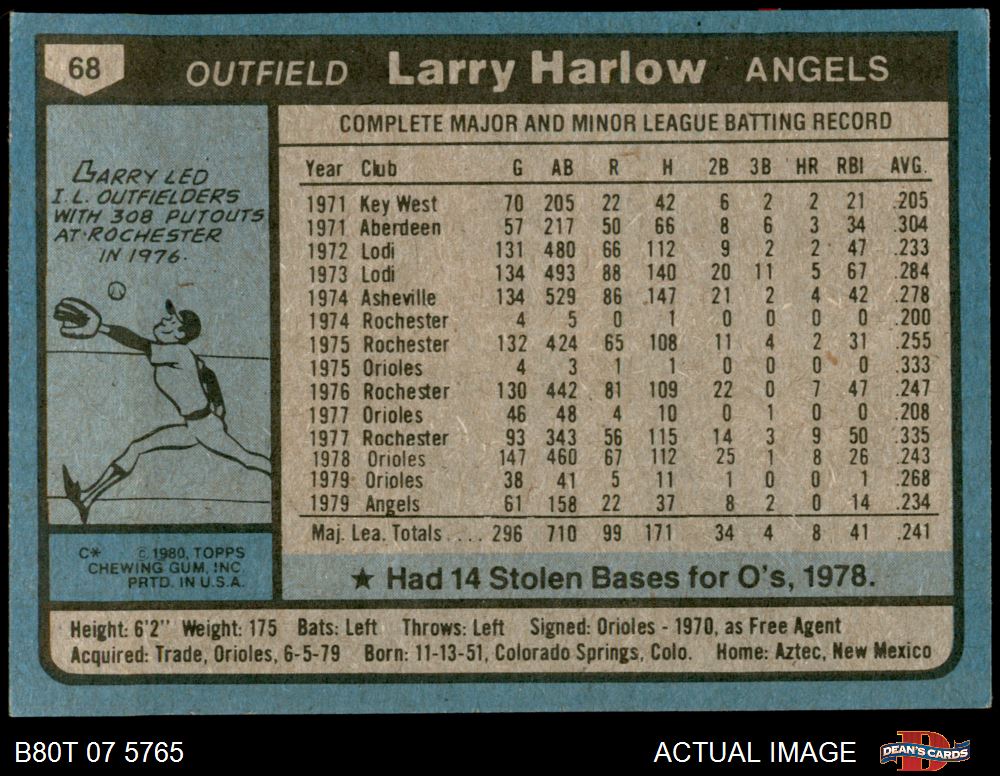 68 OUTFIELD Larry Harlow ANGELS
COMPLETE MAJOR AND MINOR LEAGUE BATTING RECORD
Year Club G AB R H 2B 3B HR RBI AVG.
1971 Key West 70 205 22 42 6 2 2 21 .205
1971 Aberdeen 57 217 50 66 8 6 3 34 .304
1972 Lodi 131 480 66 112 9 2 2 47 .233
1973 Lodi 134 493 88 140 20 11 5 67 .284
1974 Asheville 134 529 86 147 21 2 4 42 .278
1974 Rochester 4 5 0 1 0 0 0 0 .200
1975 Rochester 132 424 65 108 11 4 2 31 .255
1975 Orioles 4 3 1 1 0 0 0 0 .333
1976 Rochester 130 442 81 109 22 0 7 47 .247
1977 Orioles 46 48 4 10 0 1 0 0 .208
1977 Rochester 93 343 56 115 14 3 9 50 .335
1978 Orioles 147 460 67 112 25 1 8 26 .243
1979 Orioles 38 41 5 11 1 0 0 1 .268
1979 Angels 61 158 22 37 8 2 0 14 .234
Maj. Lea. Totals .... 296 710 99 171 34 4 8 41 .241
★ Had 14 Stolen Bases for O's, 1978.
LARRY LED
I.L. OUTFIELDERS
WITH 308 PUTOUTS
AT ROCHESTER
IN 1976.
C* © 1980, TOPPS
CHEWING GUM, INC.
PRTD. IN U.S.A.
Height: 6'2" Weight: 175 Bats: Left Throws: Left Signed: Orioles - 1970, as Free Agent
Acquired: Trade, Orioles, 6-5-79 Born: 11-13-51, Colorado Springs, Colo. Home: Aztec, New Mexico
B80T 07 5765 ACTUAL IMAGE D DEAN'S CARDS